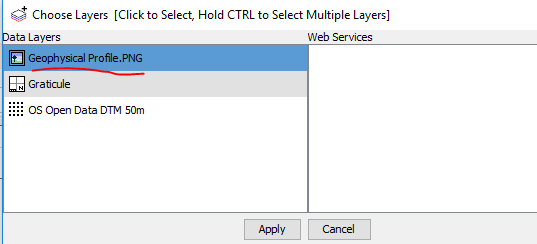 Choose Layers [Click to Select, Hold CTRL to Select Multiple Layers]
Data Layers
Web Services
Geophysical Profile.PNG
N
Graticule
OS Open Data DTM 50m
Apply
Cancel